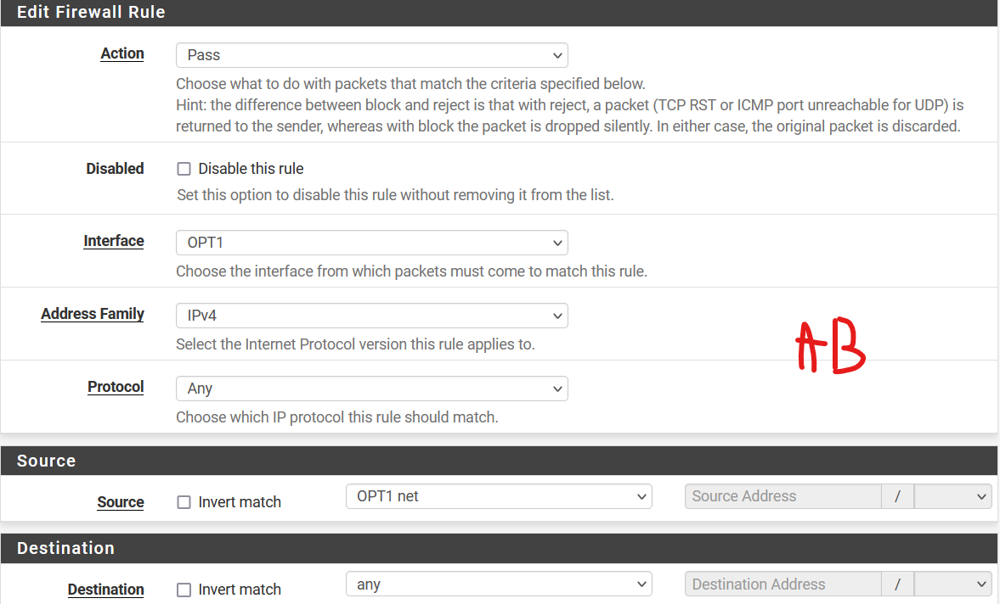 Edit Firewall Rule
Action
Pass
Choose what to do with packets that match the criteria specified below.
Hint: the difference between block and reject is that with reject, a packet (TCP RST or ICMP port unreachable for UDP) is
returned to the sender, whereas with block the packet is dropped silently. In either case, the original packet is discarded.
Disabled
Disable this rule
Set this option to disable this rule without removing it from the list.
Interface
OPT1
Choose the interface from which packets must come to match this rule.
Address Family
IPv4
Select the Internet Protocol version this rule applies to.
AB
Protocol
Any
Choose which IP protocol this rule should match.
Source
Source
Invert match
OPT1 net
Source Address
/
Destination
Destination
Invert match
any
Destination Address
/